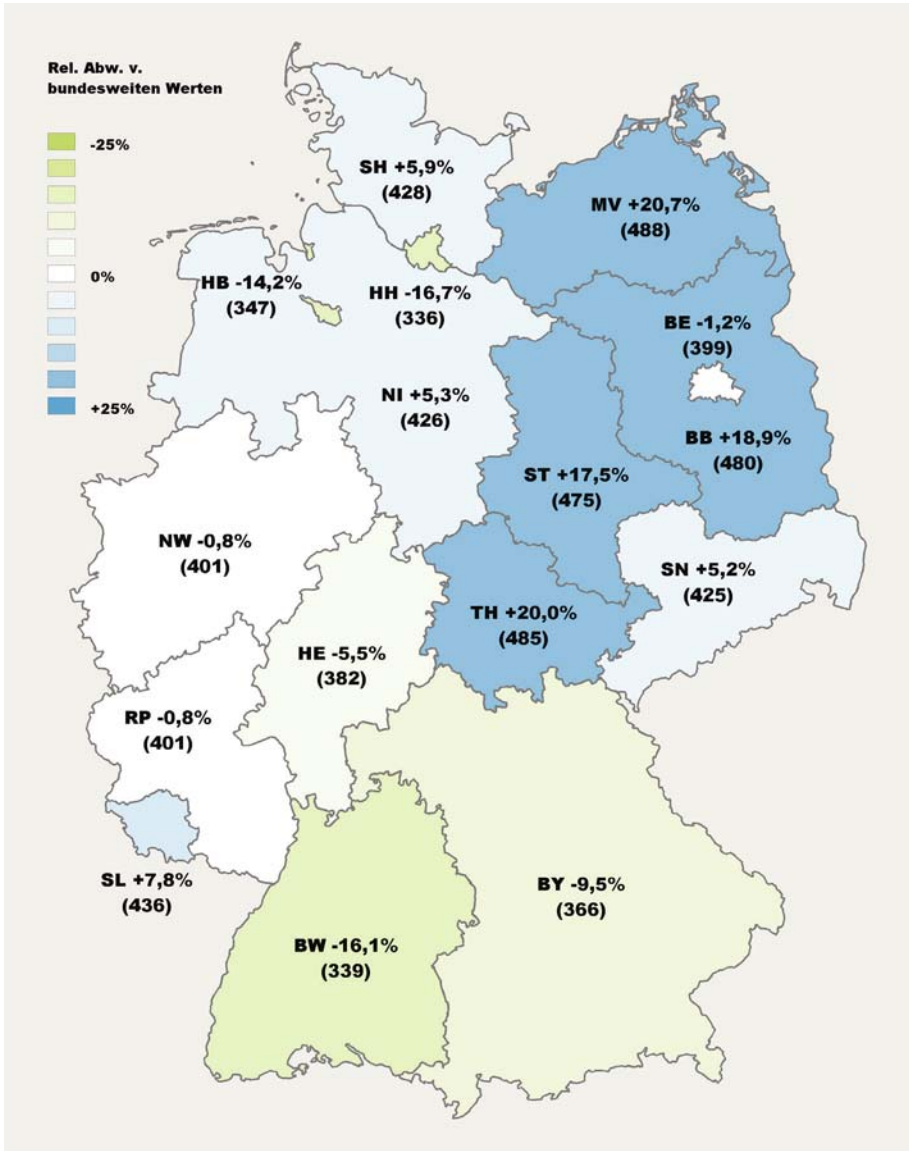 Rel. Abw. v.
bundesweiten Werten
-25%
0%
+25%
SH +5,9%
(428)
MV +20,7%
(488)
HB -14,2%
(347)
HH -16,7%
(336)
BE -1,2%
(399)
NI +5,3%
(426)
BB +18,9%
(480)
ST +17,5%
(475)
NW -0,8%
(401)
SN +5,2%
(425)
TH +20,0%
(485)
HE -5,5%
(382)
RP -0,8%
(401)
SL +7,8%
(436)
BY -9,5%
(366)
BW -16,1%
(339)